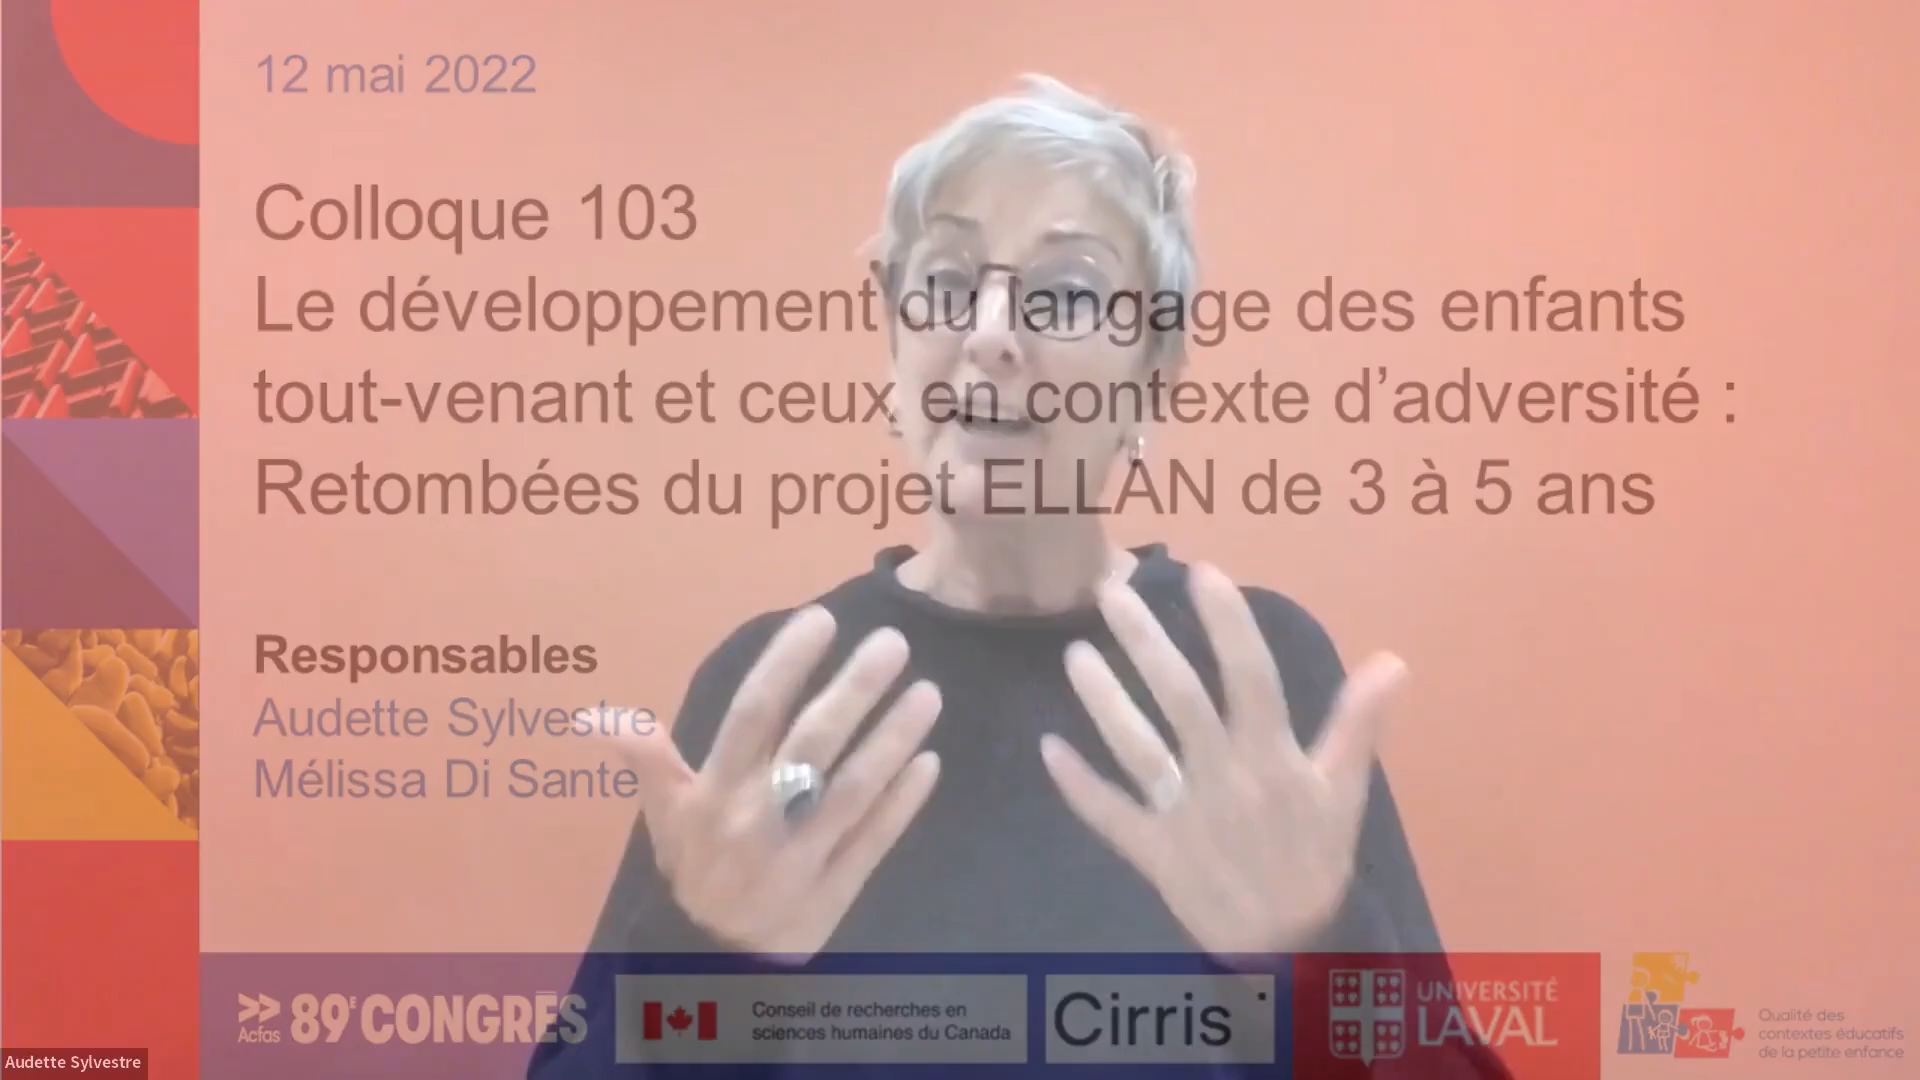 12 mai 2022
Colloque 103
Le développement du langage des enfants
tout-venant et ceux en contexte d’adversité :
Retombées du projet ELLAN de 3 à 5 ans
Responsables
Audette Sylvestre
Mélissa Di Sante
Acfas
89E CONGRÈS
Conseil de recherches en
sciences humaines du Canada
Cirris
UNIVERSITÉ
LAVAL
Qualité des
contextes éducatifs
de la petite enfance
Audette Sylvestre